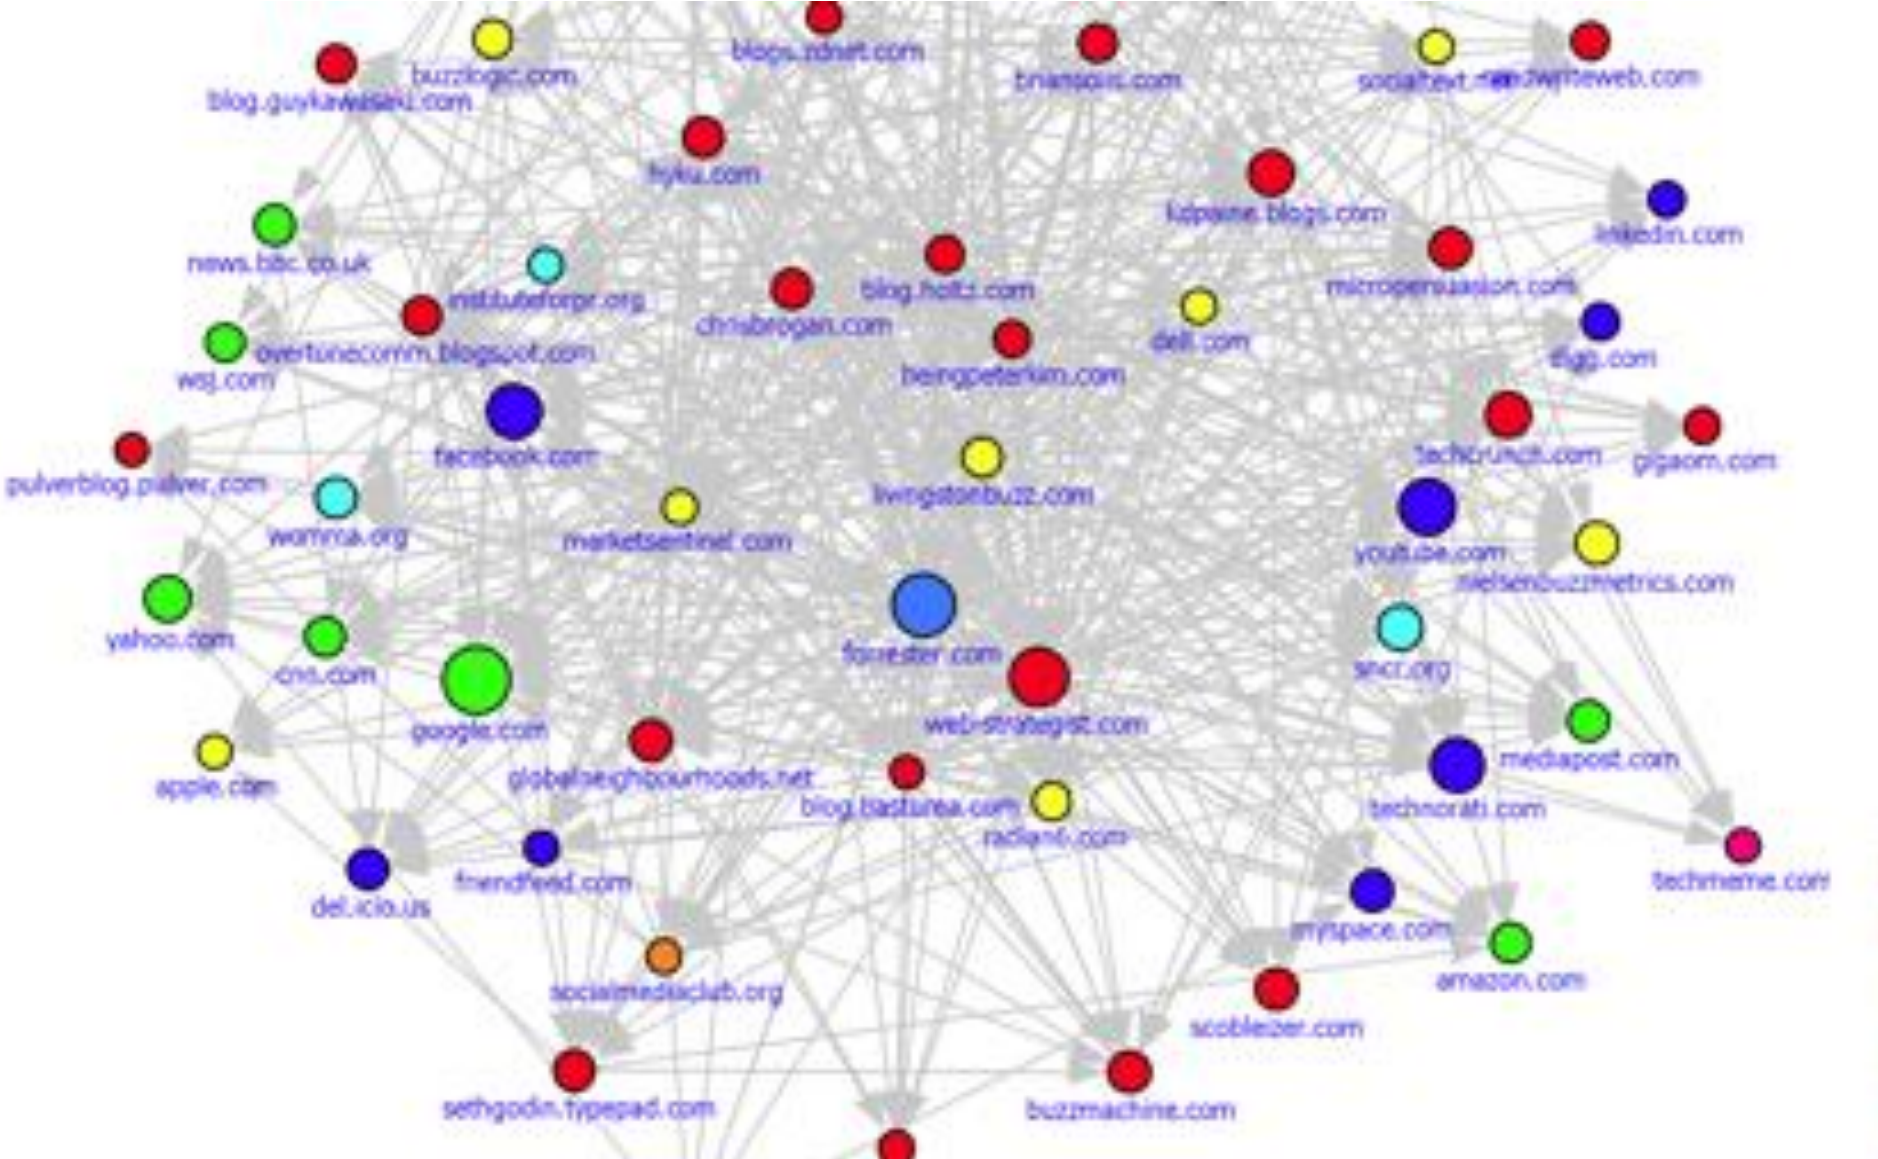 blogs.zdnet.com
buzzlogic.com
briansolis.com
socialtext.net
readwriteweb.com
blog.guykawasaki.com
hyku.com
kdpaine.blogs.com
linkedin.com
news.bbc.co.uk
instituteforpr.org
blog.holtz.com
micropersuasion.com
chrisbrogan.com
dell.com
overtonecomm.blogspot.com
digg.com
wsj.com
beingpeterkim.com
facebook.com
techcrunch.com
gigaom.com
pulverblog.pulver.com
livingstonbuzz.com
womma.org
marketsentinel.com
youtube.com
nielsenbuzzmetrics.com
yahoo.com
forrester.com
cnn.com
sncr.org
google.com
web-strategist.com
mediapost.com
globalneighbourhoods.net
apple.com
blog.basturea.com
technorati.com
radian6.com
friendfeed.com
techmeme.com
del.icio.us
myspace.com
socialmediaclub.org
amazon.com
scobleizer.com
sethgodin.typepad.com
buzzmachine.com